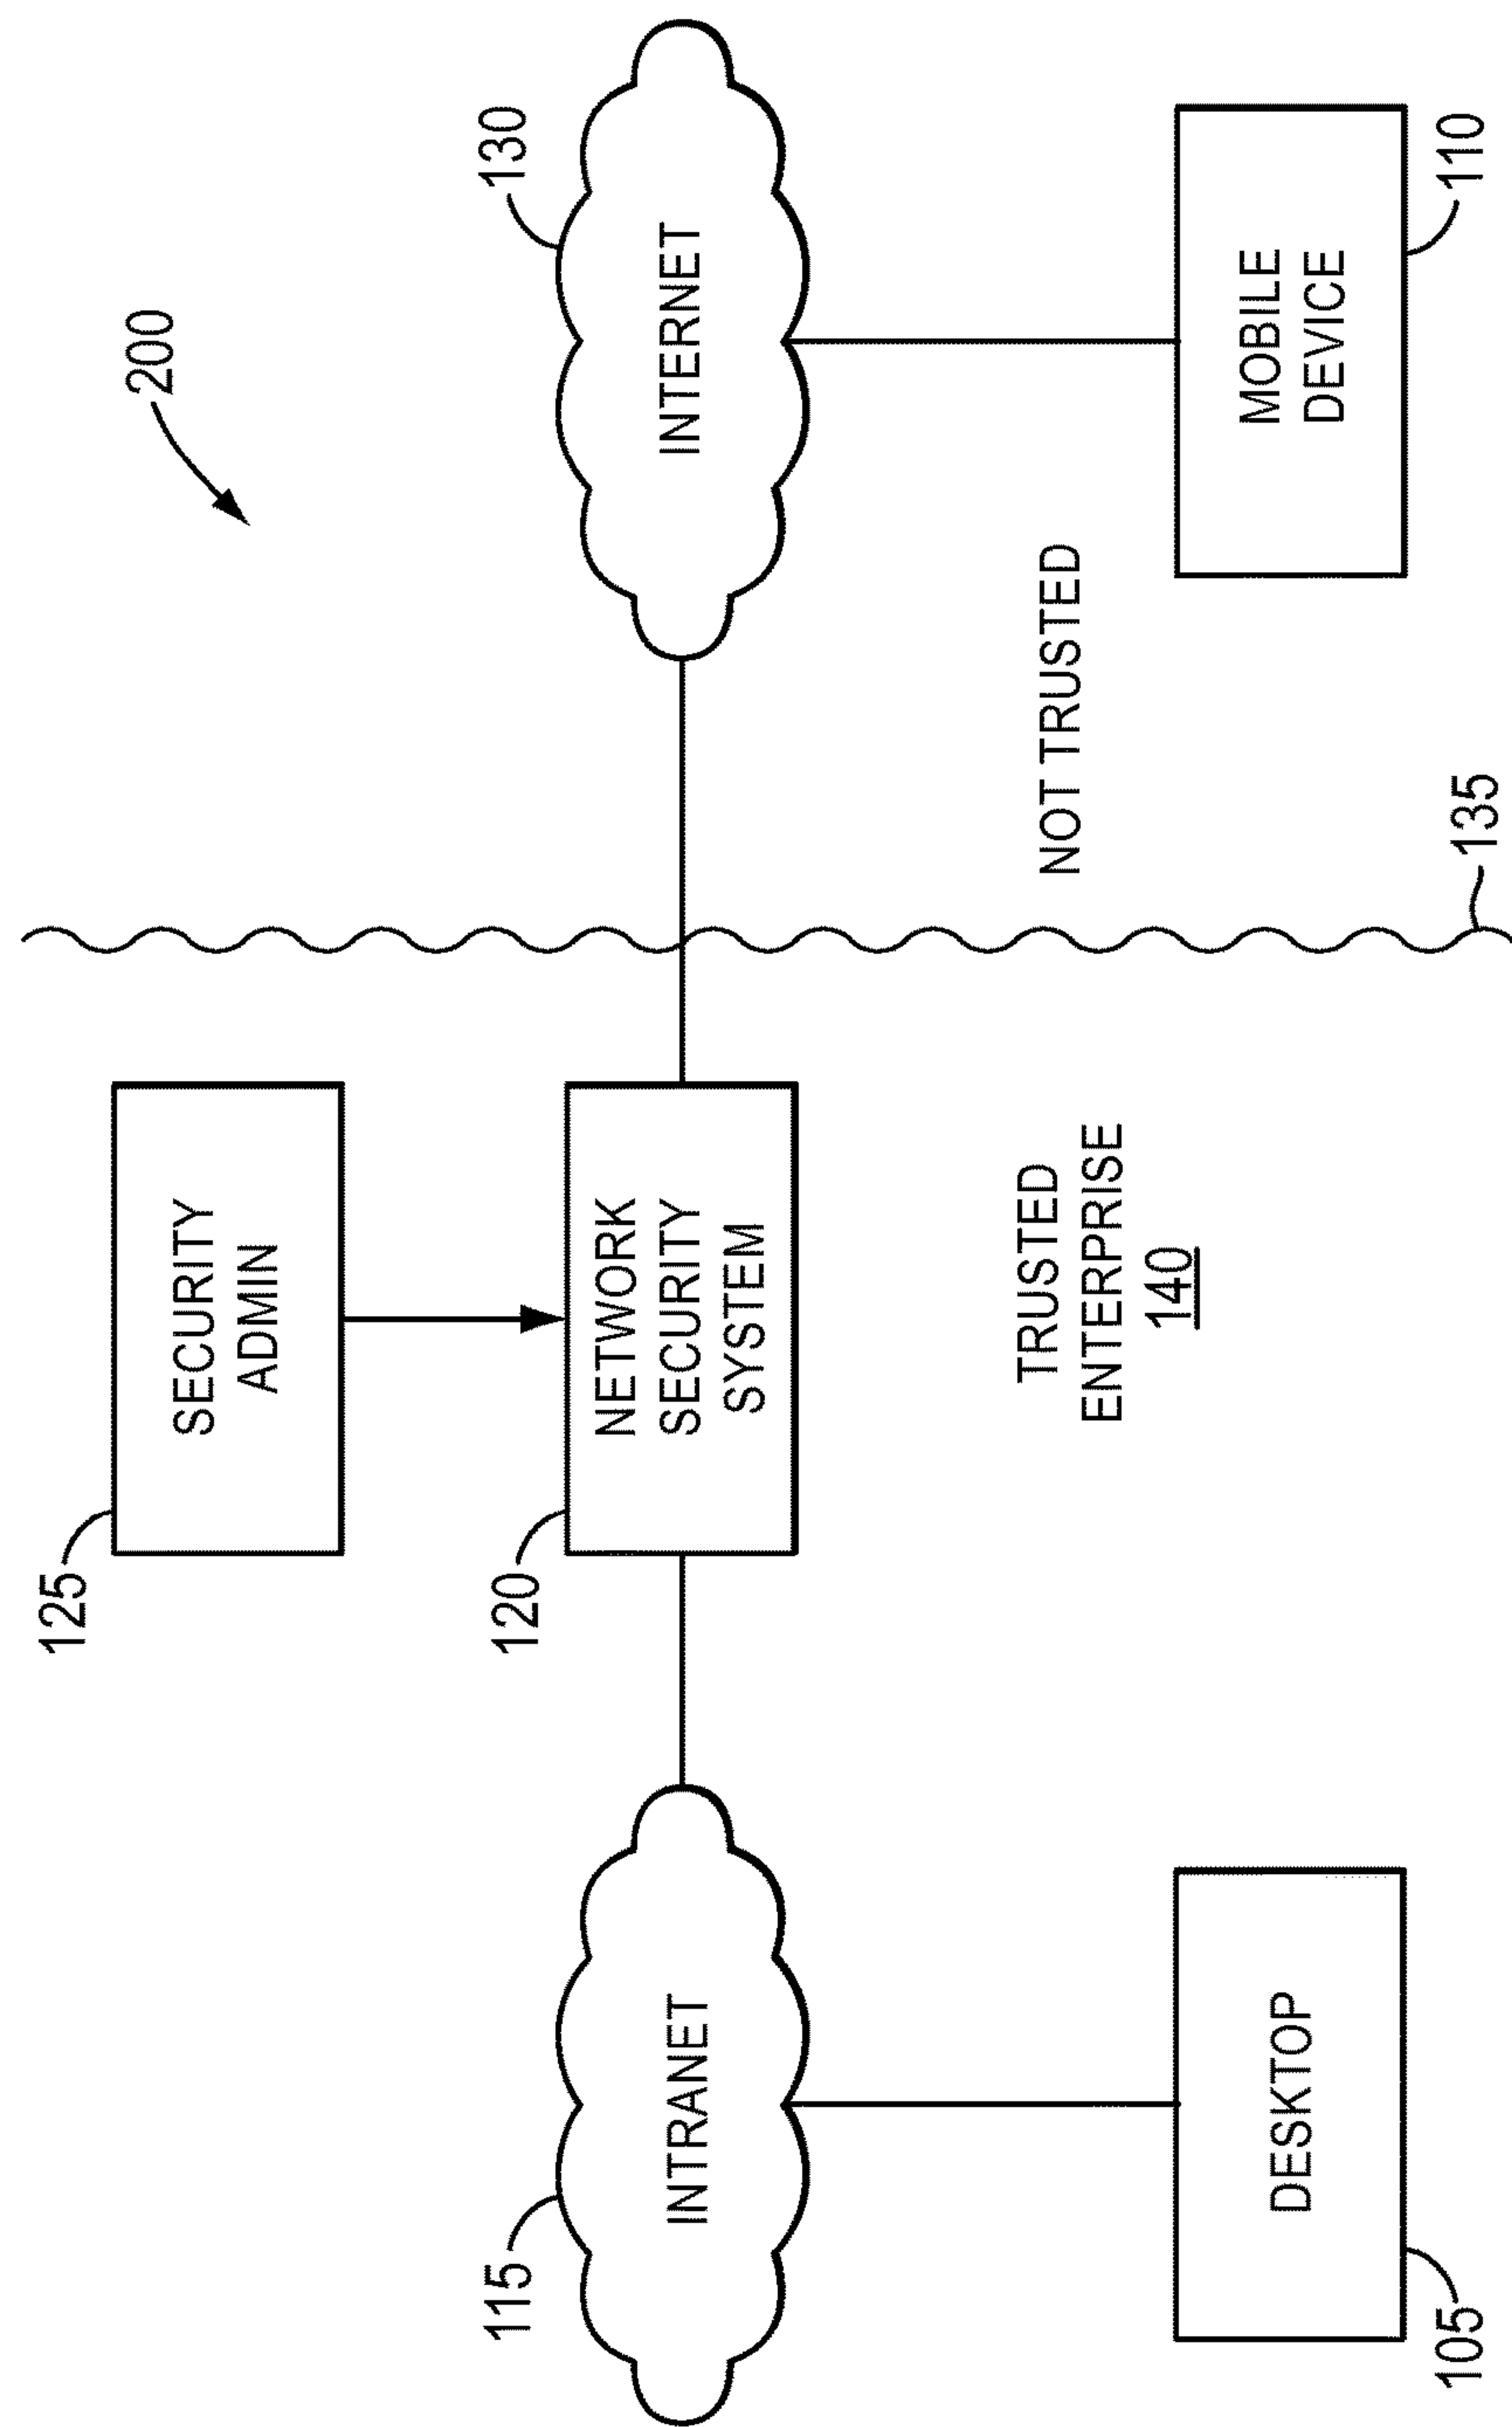 200
125
SECURITY
ADMIN
130
INTERNET
120
NETWORK
SECURITY
SYSTEM
115
INTRANET
NOT TRUSTED
TRUSTED
ENTERPRISE
140
MOBILE
DEVICE
110
DESKTOP
105
135